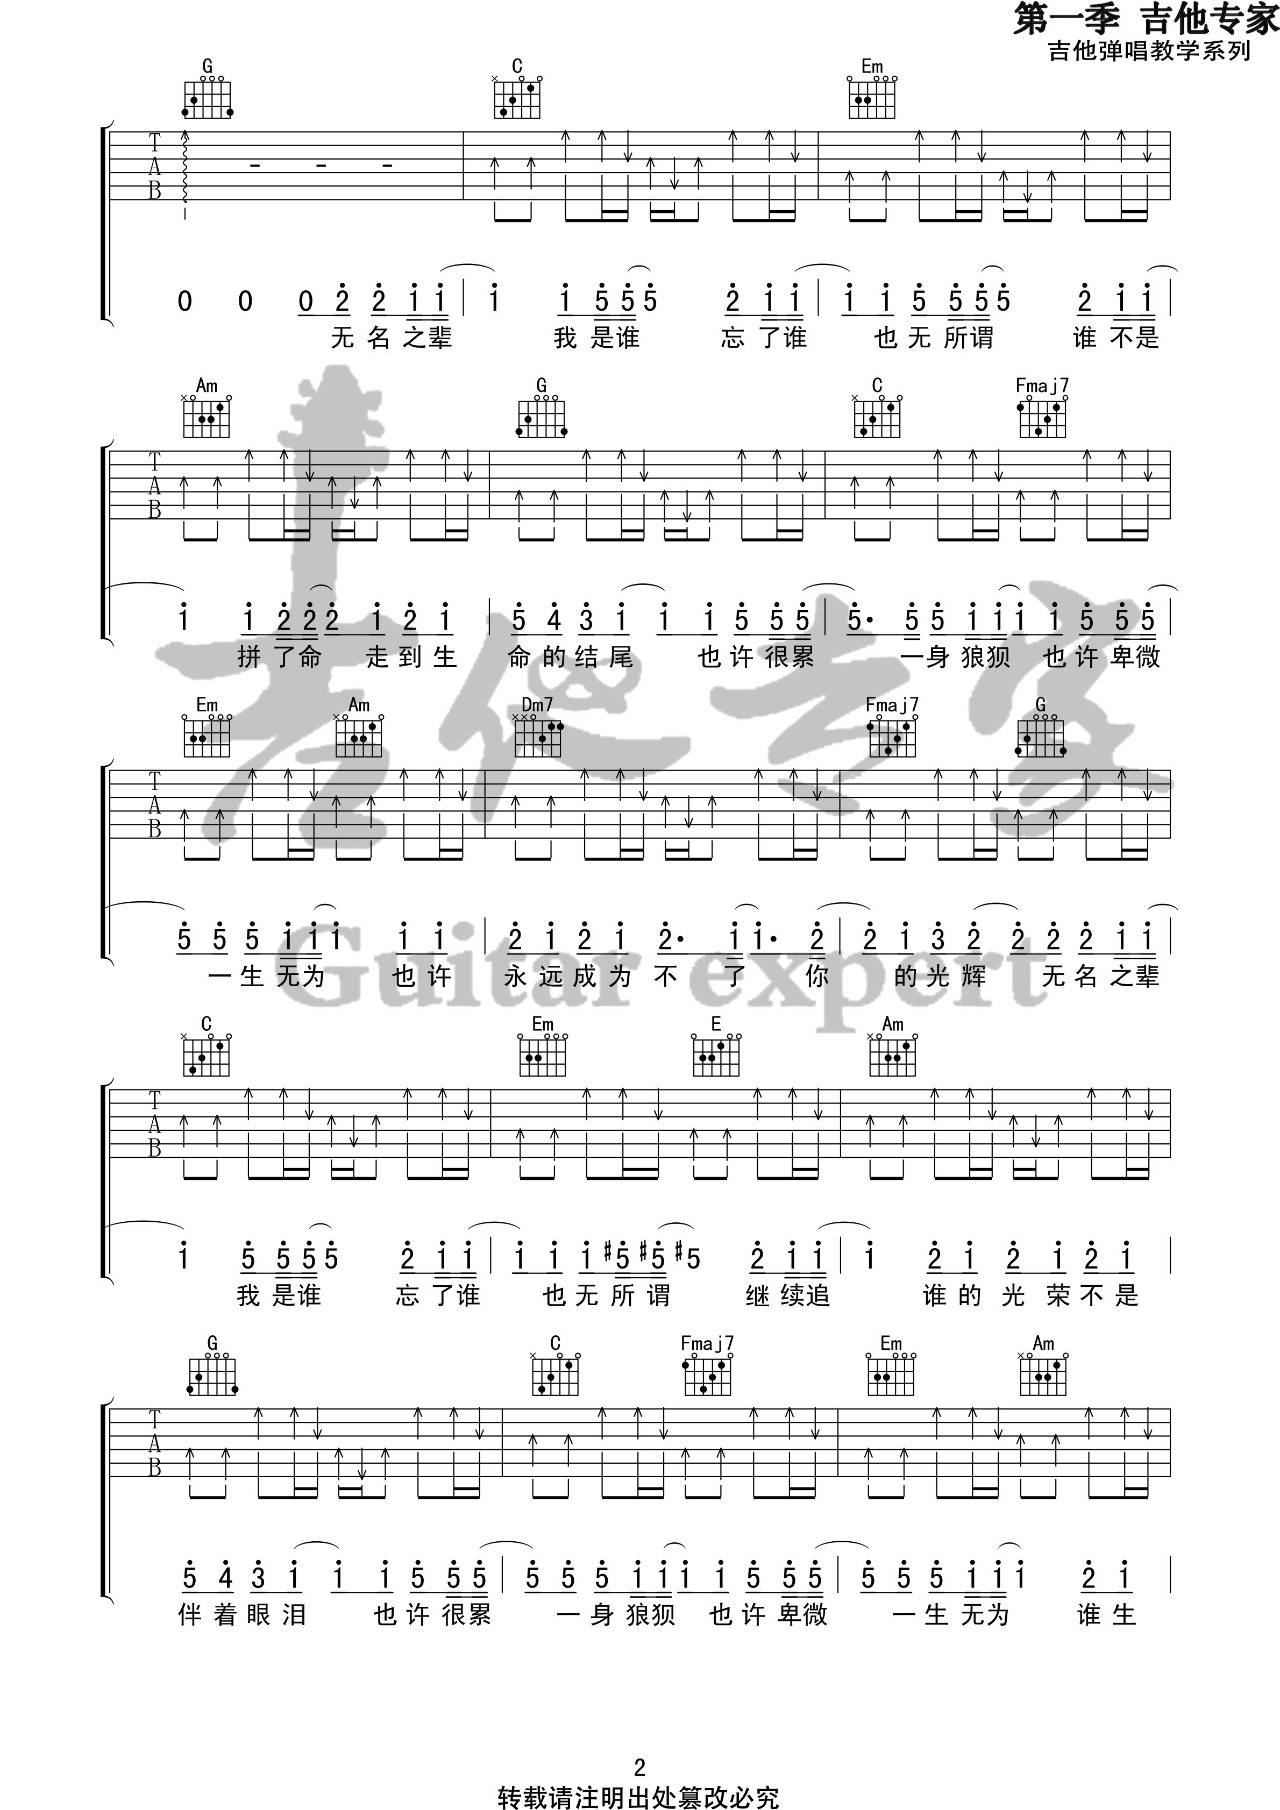 第一季 吉他专家
吉他弹唱教学系列
G C Em
T
A
B
0 0 0 2 2 1 1 | 1 1 5 5 5 2 1 1 | 1 1 5 5 5 5 2 1 1
无名之辈 我是谁 忘了谁 也无所谓 谁不是
Am G C Fmaj7
T
A
B
1 1 2 2 2 1 2 1 | 5 4 3 1 1 1 5 5 5 | 5· 5 5 1 1 1 1 5 5 5
拼了命 走到生 命的结尾 也许很累 一身狼狈 也许卑微
Em Am Dm7 Fmaj7 G
T
A
B
5 5 5 1 1 1 1 1 | 2 1 2 1 2· 1 1· 2 | 2 1 3 2 2 2 2 1 1
一生无为 也许 永远成为不了你 的光辉 无名之辈
Guitar expert
C Em E Am
T
A
B
1 5 5 5 5 2 1 1 | 1 1 1 #5 #5 #5 2 1 1 | 1 2 1 2 1 2 1
我是谁 忘了谁 也无所谓 继续追 谁的光荣不是
G C Fmaj7 Em Am
T
A
B
5 4 3 1 1 1 5 5 5 | 5 5 5 1 1 1 1 5 5 5 | 5 5 5 1 1 1 2 1
伴着眼泪 也许很累 一身狼狈 也许卑微 一生无为 谁生
2
转载请注明出处篡改必究